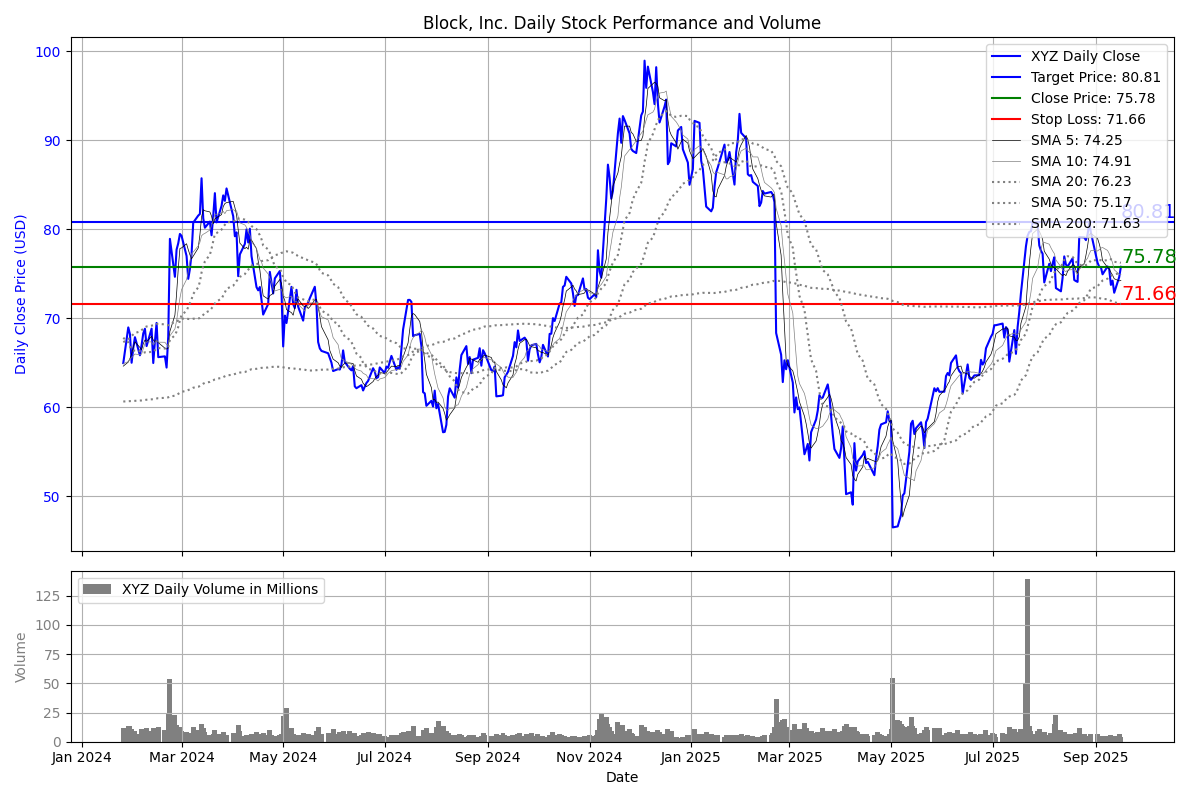 Block, Inc. Daily Stock Performance and Volume
Daily Close Price (USD)
100
90
80
70
60
50
XYZ Daily Close
Target Price: 80.81
Close Price: 75.78
Stop Loss: 71.66
SMA 5: 74.25
SMA 10: 74.91
SMA 20: 76.23
SMA 50: 75.17
SMA 200: 71.63
80.81
75.78
71.66
XYZ Daily Volume in Millions
Volume
125
100
75
50
25
0
Jan 2024 Mar 2024 May 2024 Jul 2024 Sep 2024 Nov 2024 Jan 2025 Mar 2025 May 2025 Jul 2025 Sep 2025
Date